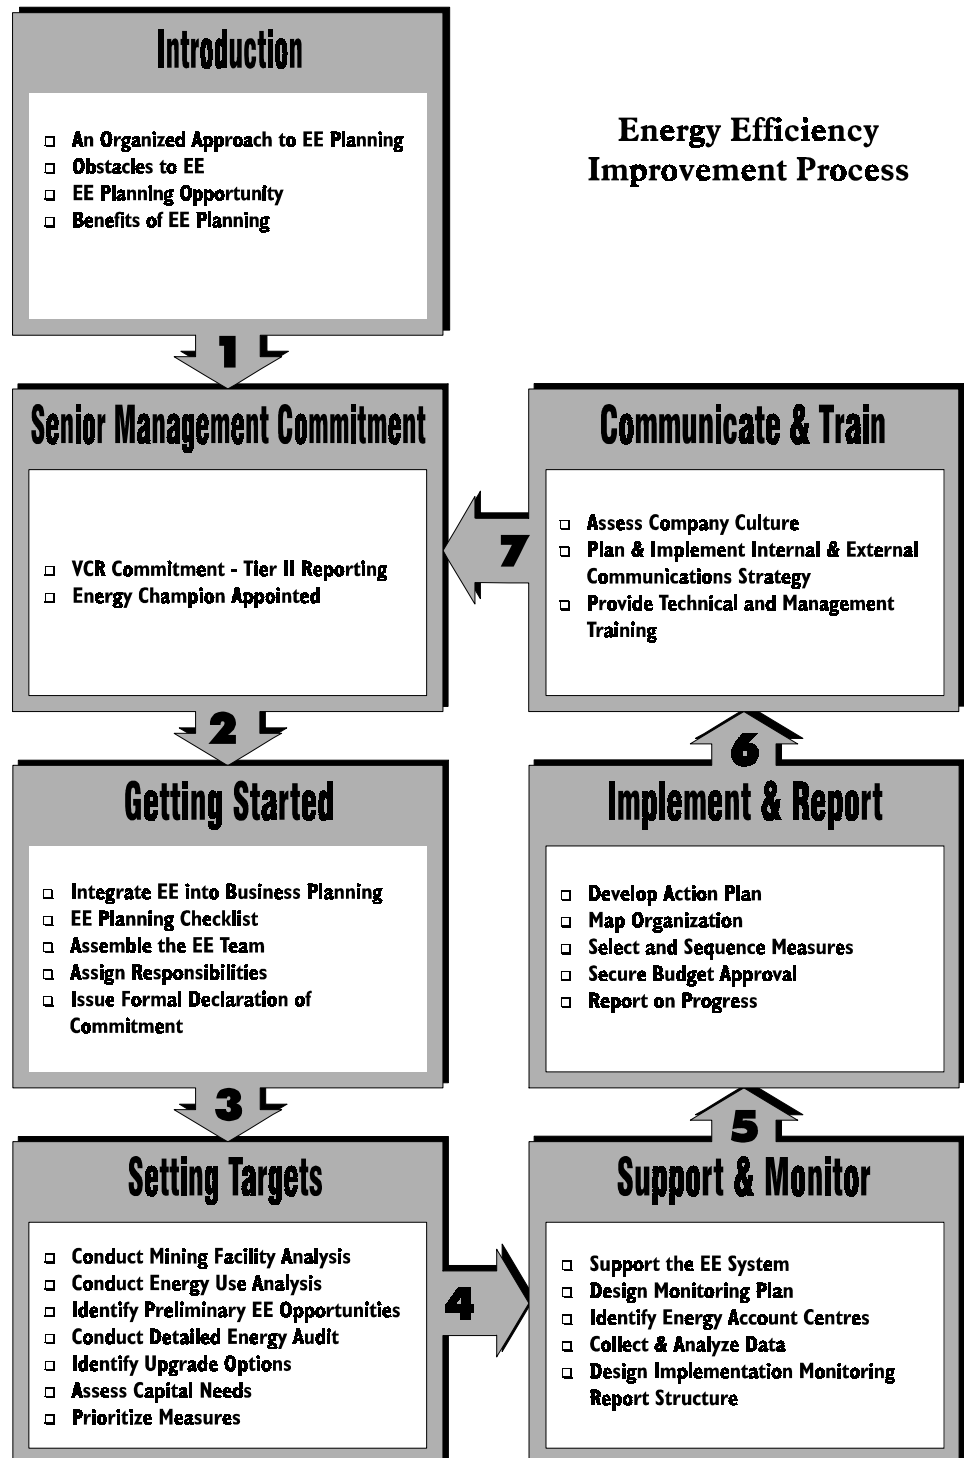 Introduction
An Organized Approach to EE Planning
Obstacles to EE
EE Planning Opportunity
Benefits of EE Planning
Energy Efficiency
Improvement Process
1
Senior Management Commitment
VCR Commitment - Tier II Reporting
Energy Champion Appointed
2
Getting Started
Integrate EE into Business Planning
EE Planning Checklist
Assemble the EE Team
Assign Responsibilities
Issue Formal Declaration of
Commitment
3
Setting Targets
Conduct Mining Facility Analysis
Conduct Energy Use Analysis
Identify Preliminary EE Opportunities
Conduct Detailed Energy Audit
Identify Upgrade Options
Assess Capital Needs
Prioritize Measures
4
Support & Monitor
Support the EE System
Design Monitoring Plan
Identify Energy Account Centres
Collect & Analyze Data
Design Implementation Monitoring
Report Structure
5
Implement & Report
Develop Action Plan
Map Organization
Select and Sequence Measures
Secure Budget Approval
Report on Progress
6
Communicate & Train
Assess Company Culture
Plan & Implement Internal & External
Communications Strategy
Provide Technical and Management
Training
7